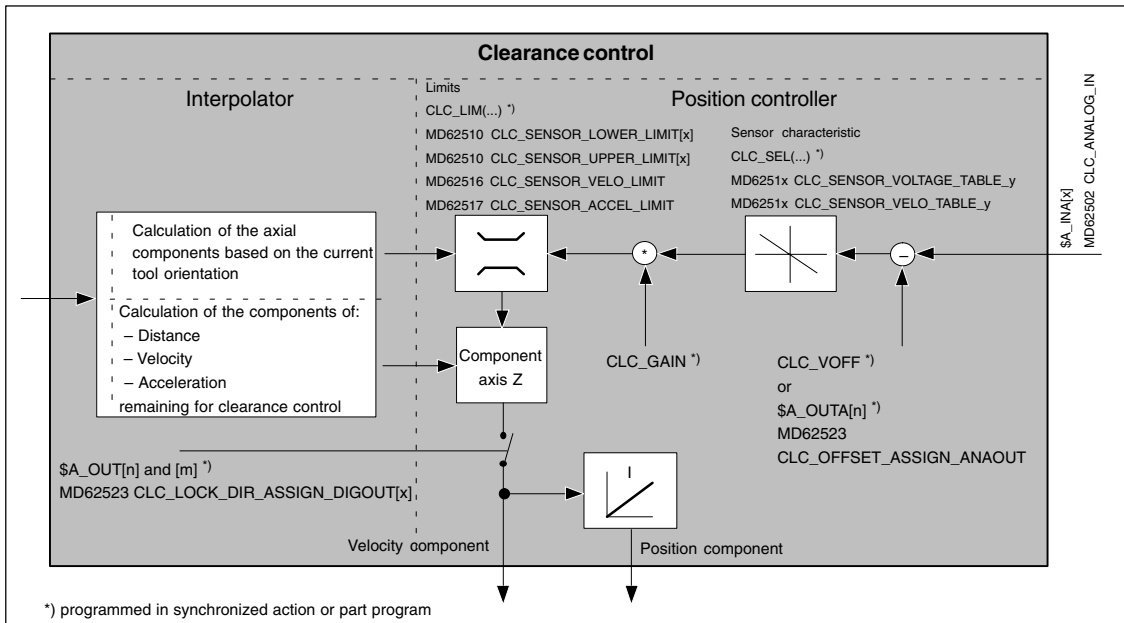 Clearance control
Interpolator
Position controller
Limits
CLC_LIM(...) *)
MD62510 CLC_SENSOR_LOWER_LIMIT[x]
MD62510 CLC_SENSOR_UPPER_LIMIT[x]
MD62516 CLC_SENSOR_VELO_LIMIT
MD62517 CLC_SENSOR_ACCEL_LIMIT
Sensor characteristic
CLC_SEL(...) *)
MD6251x CLC_SENSOR_VOLTAGE_TABLE_y
MD6251x CLC_SENSOR_VELO_TABLE_y
$A_INA[x]
MD62502 CLC_ANALOG_IN
Calculation of the axial
components based on the current
tool orientation
Calculation of the components of:
– Distance
– Velocity
– Acceleration
remaining for clearance control
*
–
Component
axis Z
CLC_GAIN *)
CLC_VOFF *)
or
$A_OUTA[n] *)
MD62523
CLC_OFFSET_ASSIGN_ANAOUT
$A_OUT[n] and [m] *)
MD62523 CLC_LOCK_DIR_ASSIGN_DIGOUT[x]
I
Velocity component
Position component
*) programmed in synchronized action or part program